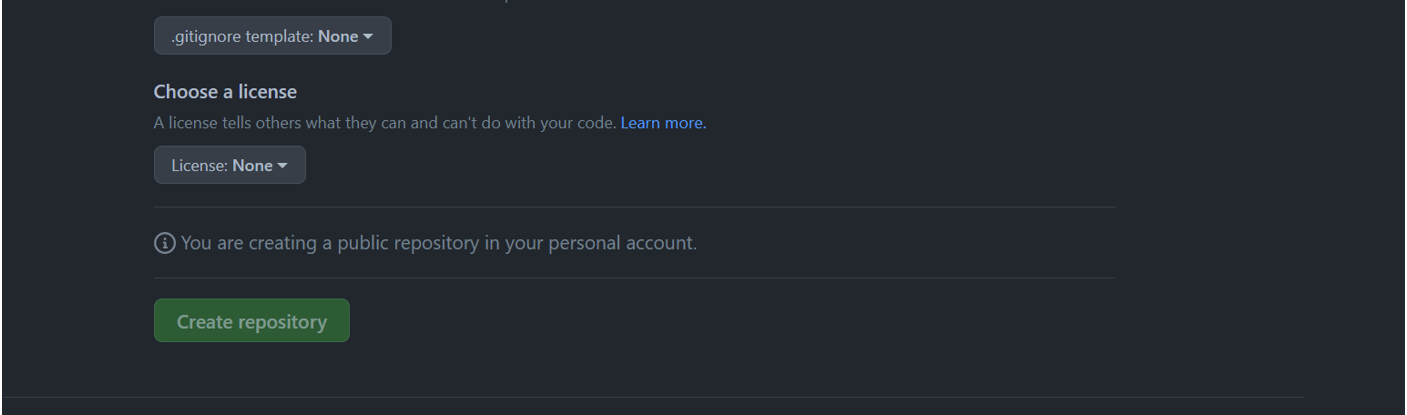 .gitignore template: None
Choose a license
A license tells others what they can and can't do with your code. Learn more.
License: None
You are creating a public repository in your personal account.
Create repository